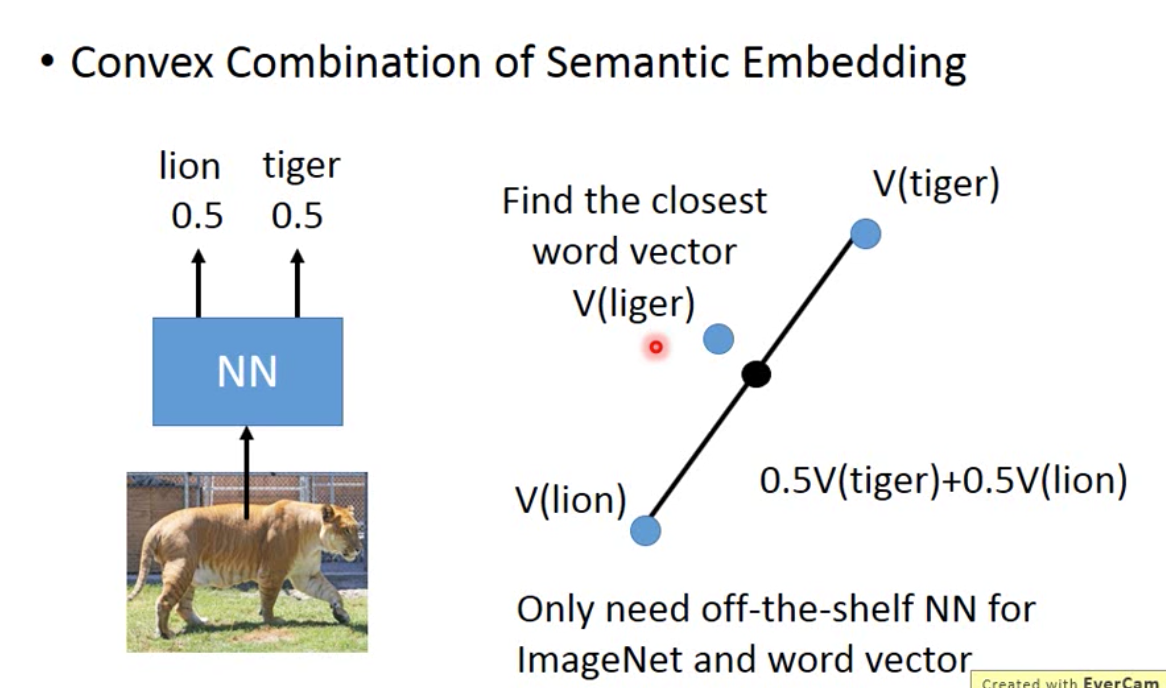 • Convex Combination of Semantic Embedding
lion tiger
0.5 0.5
NN
Find the closest
word vector
V(liger)
V(tiger)
V(lion)
0.5V(tiger)+0.5V(lion)
Only need off-the-shelf NN for
ImageNet and word vector
Created with EverCam